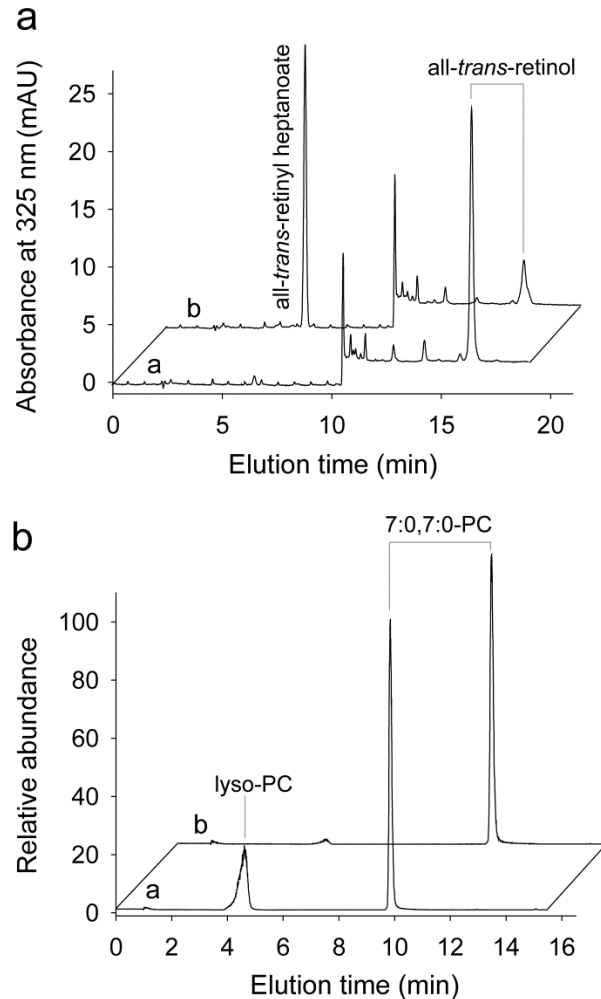 a
all-trans-retinol
all-trans-retinyl heptanoate
Absorbance at 325 nm (mAU)
25
20
15
10
5
0
b
a
0 5 10 15 20
Elution time (min)
b
7:0,7:0-PC
Relative abundance
100
80
60
40
20
0
lyso-PC
b
a
0 2 4 6 8 10 12 14 16
Elution time (min)